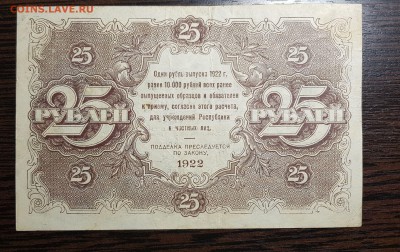 COINS.LAVE.RU
25
25 25
Один рубль выпуска 1922 г.
равен 10.000 рублей всех ранее
выпущенных образцов и обязателен
к приему, согласно этого расчета,
для учреждений Республики
и частных лиц.
25 РУБЛЕЙ 25 РУБЛЕЙ
ПОДДЕЛКА ПРЕСЛЕДУЕТСЯ
ПО ЗАКОНУ.
1922
25 25
25